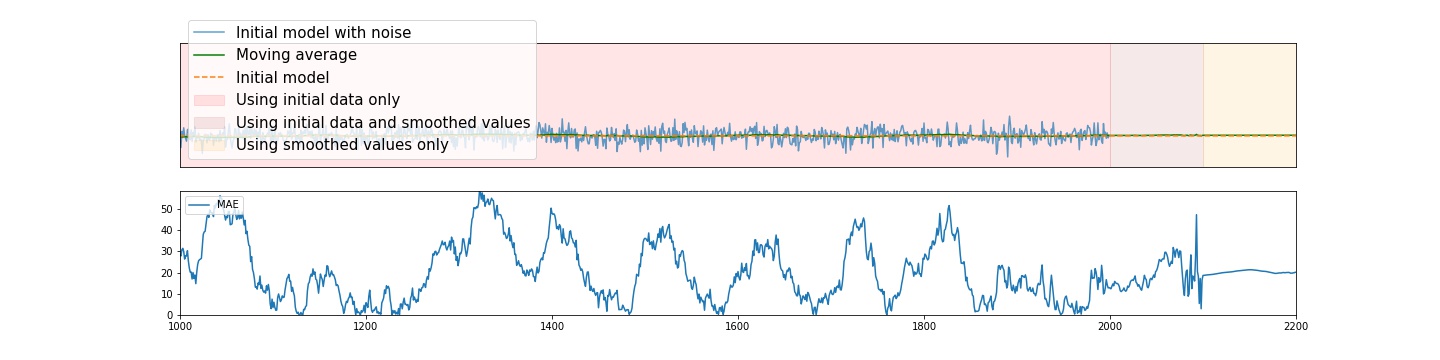 Initial model with noise
Moving average
Initial model
Using initial data only
Using initial data and smoothed values
Using smoothed values only
MAE
50
40
30
20
10
0
1000 1200 1400 1600 1800 2000 2200